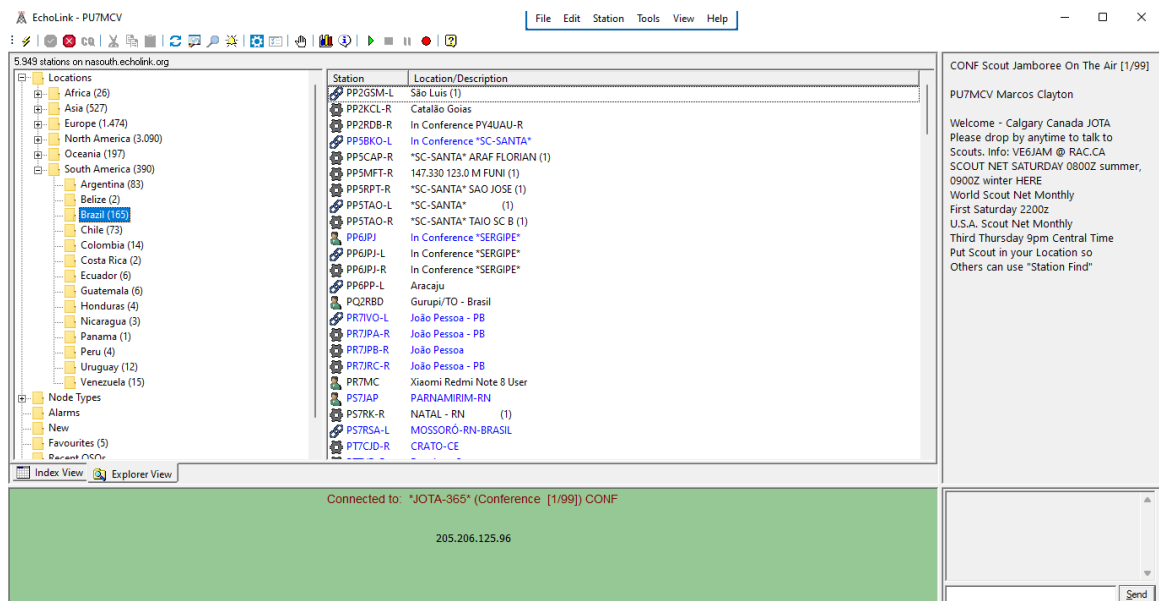 EchoLink - PU7MCV
File Edit Station Tools View Help
5.949 stations on nasouth.echolink.org
Locations
Africa (26)
Asia (527)
Europe (1.474)
North America (3.090)
Oceania (197)
South America (390)
Argentina (83)
Belize (2)
Brazil (165)
Chile (73)
Colombia (14)
Costa Rica (2)
Ecuador (6)
Guatemala (6)
Honduras (4)
Nicaragua (3)
Panama (1)
Peru (4)
Uruguay (12)
Venezuela (15)
Node Types
Alarms
New
Favourites (5)
Recent QSOs
Station Location/Description
PP2GSM-L São Luis (1)
PP2KCL-R Catalão Goias
PP2RDB-R In Conference PY4UAU-R
PP5BKO-L In Conference *SC-SANTA*
PP5CAP-R *SC-SANTA* ARAF FLORIAN (1)
PP5MFT-R 147.330 123.0 M FUNI (1)
PP5RPT-R *SC-SANTA* SAO JOSE (1)
PP5TAO-L *SC-SANTA* (1)
PP5TAO-R *SC-SANTA* TAIO SC B (1)
PP6JPJ In Conference *SERGIPE*
PP6JPJ-L In Conference *SERGIPE*
PP6JPJ-R In Conference *SERGIPE*
PP6PP-L Aracaju
PQ2RBD Gurupi/TO - Brasil
PR7IVO-L João Pessoa - PB
PR7JPA-R João Pessoa - PB
PR7JPB-R João Pessoa
PR7JRC-R João Pessoa - PB
PR7MC Xiaomi Redmi Note 8 User
PS7JAP PARNAMIRIM-RN
PS7RK-R NATAL - RN (1)
PS7RSA-L MOSSORÓ-RN-BRASIL
PT7CJD-R CRATO-CE
CONF Scout Jamboree On The Air [1/99]
PU7MCV Marcos Clayton
Welcome - Calgary Canada JOTA
Please drop by anytime to talk to
Scouts. Info: VE6JAM @ RAC.CA
SCOUT NET SATURDAY 0800Z summer,
0900Z winter HERE
World Scout Net Monthly
First Saturday 2200z
U.S.A. Scout Net Monthly
Third Thursday 9pm Central Time
Put Scout in your Location so
Others can use "Station Find"
Index View Explorer View
Connected to: *JOTA-365* (Conference [1/99]) CONF
205.206.125.96
Send